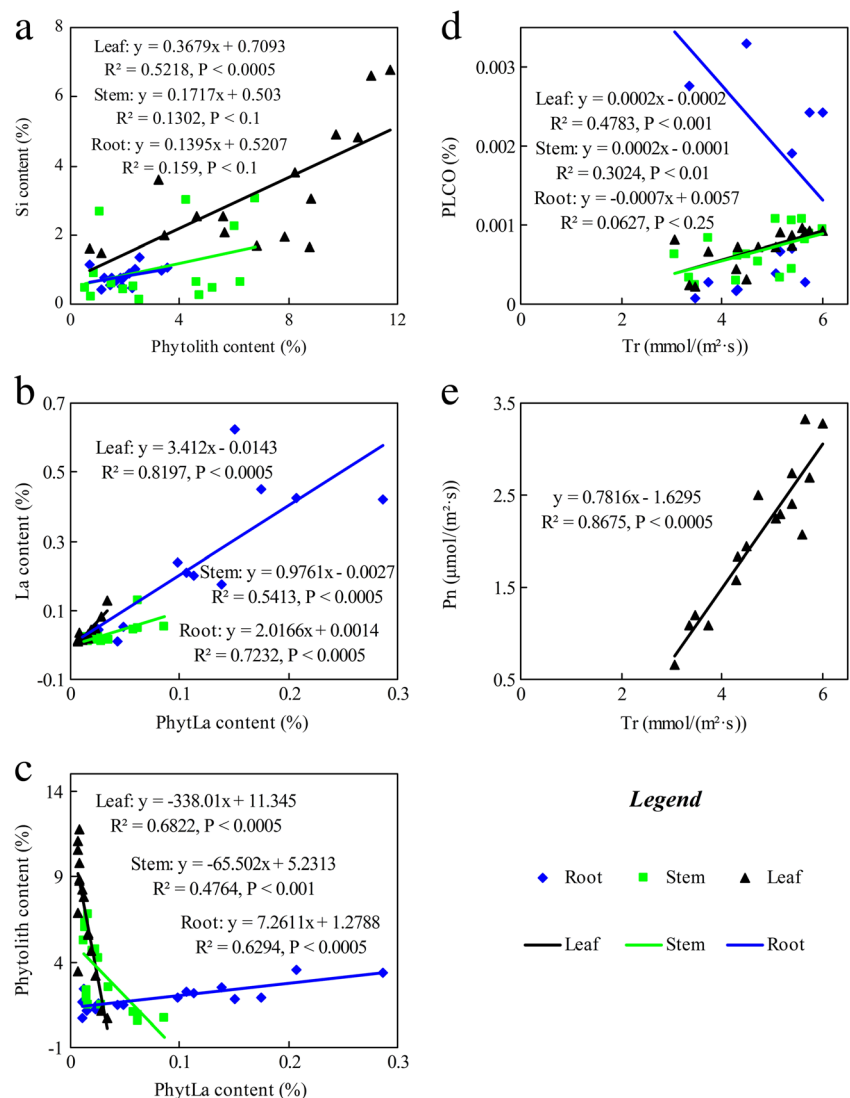 a
8
6
4
2
0
0
4
8
12
Si content (%)
Phytolith content (%)
Leaf: y = 0.3679x + 0.7093
R² = 0.5218, P < 0.0005
Stem: y = 0.1717x + 0.503
R² = 0.1302, P < 0.1
Root: y = 0.1395x + 0.5207
R² = 0.159, P < 0.1
d
0.003
0.002
0.001
0
0
2
4
6
PLCO (%)
Tr (mmol/(m²·s))
Leaf: y = 0.0002x - 0.0002
R² = 0.4783, P < 0.001
Stem: y = 0.0002x - 0.0001
R² = 0.3024, P < 0.01
Root: y = -0.0007x + 0.0057
R² = 0.0627, P < 0.25
b
0.7
0.5
0.3
0.1
-0.1
0
0.1
0.2
0.3
La content (%)
PhytLa content (%)
Leaf: y = 3.412x - 0.0143
R² = 0.8197, P < 0.0005
Stem: y = 0.9761x - 0.0027
R² = 0.5413, P < 0.0005
Root: y = 2.0166x + 0.0014
R² = 0.7232, P < 0.0005
e
3.5
2.5
1.5
0.5
0
2
4
6
Pn (μmol/(m²·s))
Tr (mmol/(m²·s))
y = 0.7816x - 1.6295
R² = 0.8675, P < 0.0005
c
14
9
4
-1
0
0.1
0.2
0.3
Phytolith content (%)
PhytLa content (%)
Leaf: y = -338.01x + 11.345
R² = 0.6822, P < 0.0005
Stem: y = -65.502x + 5.2313
R² = 0.4764, P < 0.001
Root: y = 7.2611x + 1.2788
R² = 0.6294, P < 0.0005
Legend
Root Stem Leaf
Leaf Stem Root